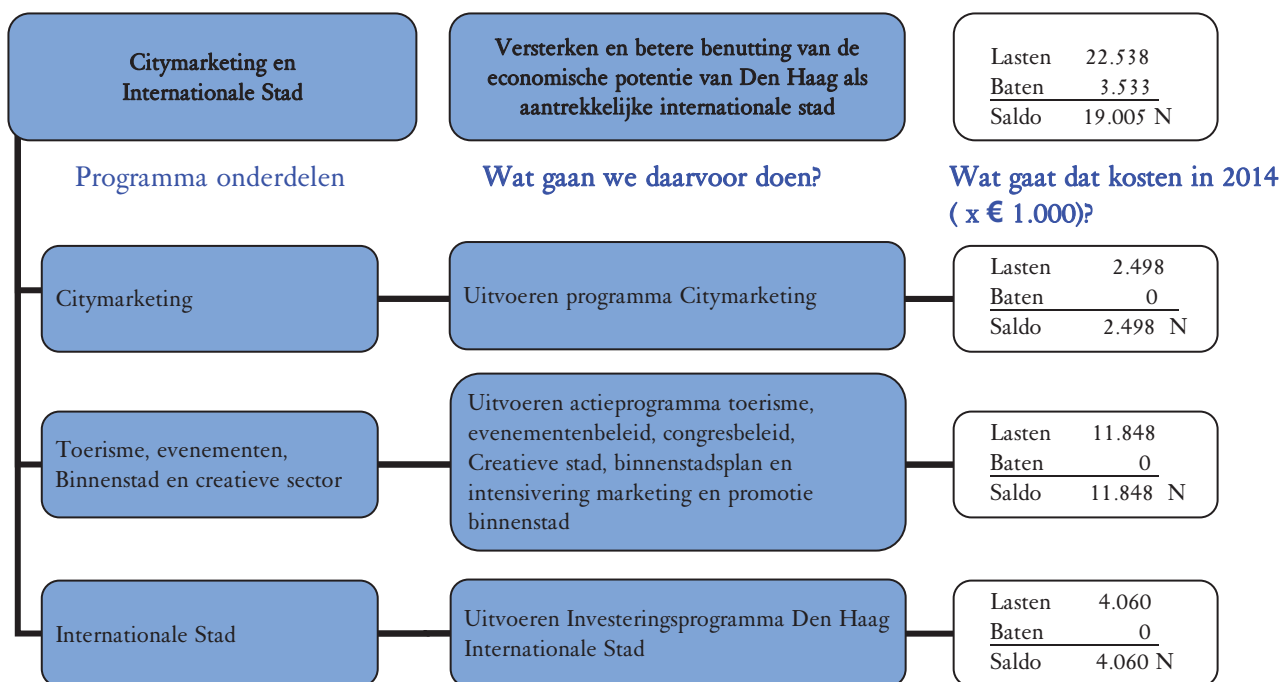 Citymarketing en
Internationale Stad
Versterken en betere benutting van de
economische potentie van Den Haag als
aantrekkelijke internationale stad
Lasten 22.538
Baten 3.533
Saldo 19.005 N
Programma onderdelen
Wat gaan we daarvoor doen?
Wat gaat dat kosten in 2014
( x € 1.000)?
Citymarketing
Uitvoeren programma Citymarketing
Lasten 2.498
Baten 0
Saldo 2.498 N
Toerisme, evenementen,
Binnenstad en creatieve sector
Uitvoeren actieprogramma toerisme,
evenementenbeleid, congresbeleid,
Creatieve stad, binnenstadsplan en
intensivering marketing en promotie
binnenstad
Lasten 11.848
Baten 0
Saldo 11.848 N
Internationale Stad
Uitvoeren Investeringsprogramma Den Haag
Internationale Stad
Lasten 4.060
Baten 0
Saldo 4.060 N